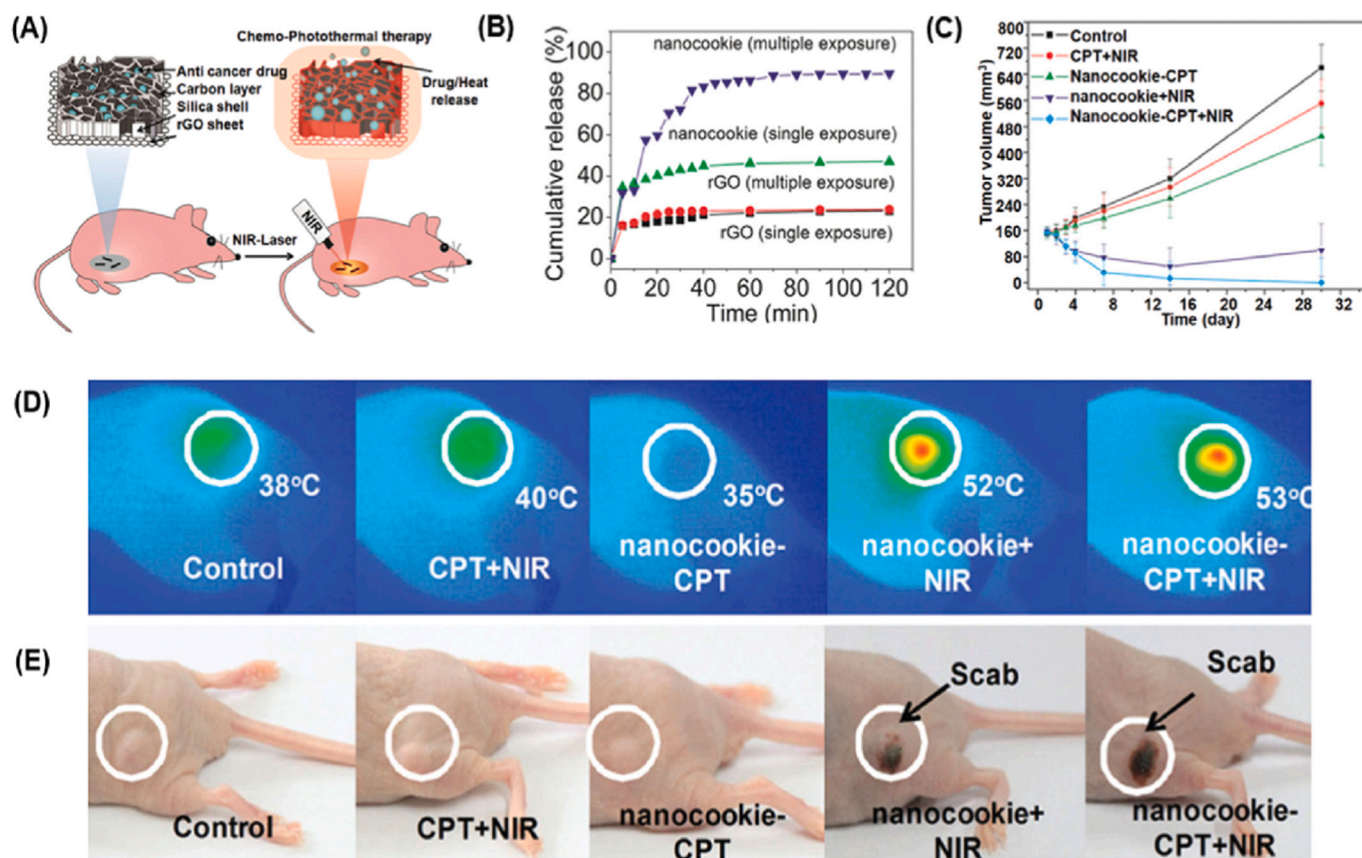 (A)
Chemo-Photothermal therapy
Anti cancer drug
Carbon layer
Silica shell
rGO sheet
Drug/Heat
release
NIR-Laser
NIR
(B)
Cumulative release (%)
100
80
60
40
20
0
nanocookie (multiple exposure)
nanocookie (single exposure)
rGO (multiple exposure)
rGO (single exposure)
0 20 40 60 80 100 120
Time (min)
(C)
Tumor volume (mm³)
800
720
640
560
480
400
320
240
160
80
0
Control
CPT+NIR
Nanocookie-CPT
nanocookie+NIR
Nanocookie-CPT+NIR
0 4 8 12 16 20 24 28 32
Time (day)
(D)
38°C
Control
40°C
CPT+NIR
35°C
nanocookie-
CPT
52°C
nanocookie+
NIR
53°C
nanocookie-
CPT+NIR
(E)
Control
CPT+NIR
nanocookie-
CPT
Scab
nanocookie+
NIR
Scab
nanocookie-
CPT+NIR